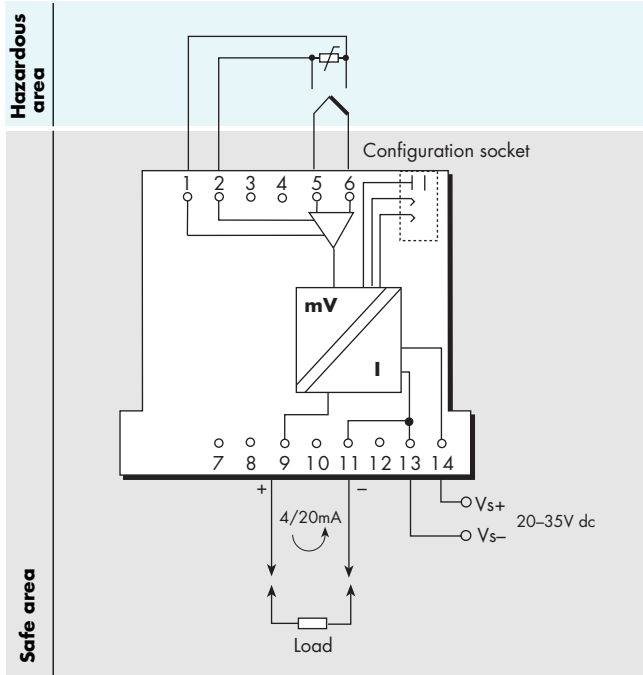 Hazardous
area
Configuration socket
1 2 3 4 5 6
mV
I
7 8 9 10 11 12 13 14
+ –
Vs+
4/20mA
20–35V dc
Vs–
Load
Safe area